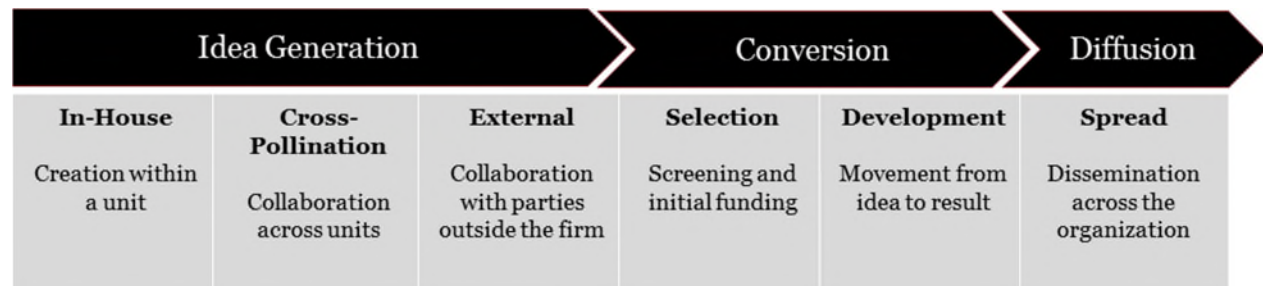 Idea Generation
Conversion
Diffusion
In-House
Creation within
a unit
Cross-
Pollination
Collaboration
across units
External
Collaboration
with parties
outside the firm
Selection
Screening and
initial funding
Development
Movement from
idea to result
Spread
Dissemination
across the
organization